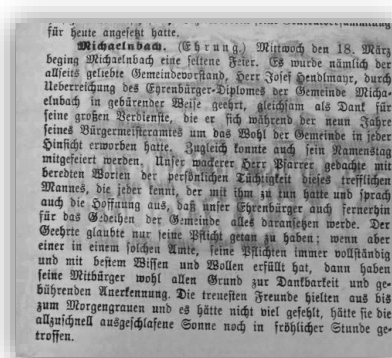 für heute angesetzt hatte.
Michaelnbach. (Ehrung.) Mittwoch den 18. März
beging Michaelnbach eine seltene Feier. Es wurde nämlich der
allseits geliebte Gemeindevorstand, Herr Josef Hendlmayr, durch
Ueberreichung des Ehrenbürger-Diplomes der Gemeinde Micha-
elnbach in gebürender Weise geehrt, gleichsam als Dank für
seine großen Verdienste, die er sich während der neun Jahre
seines Bürgermeisteramtes um das Wohl der Gemeinde in jeder
Hinsicht erworben hatte. Zugleich konnte auch sein Namenstag
mitgefeiert werden. Unser wackerer Herr Pfarrer gedachte mit
beredten Worten der persönlichen Tüchtigkeit dieses trefflichen
Mannes, die jeder kennt, der mit ihm zu tun hatte und sprach
auch die Hoffnung aus, daß unser Ehrenbürger auch fernerhin
für das Gedeihen der Gemeinde alles daransetzen werde. Der
Geehrte glaubte nur seine Pflicht getan zu haben; wenn aber
einer in einem solchen Amte, seine Pflichten immer vollständig
und mit bestem Wissen und Wollen erfüllt hat, dann haben
seine Mitbürger wohl allen Grund zur Dankbarkeit und ge-
bührenden Anerkennung. Die treuesten Freunde hielten aus bis
zum Morgengrauen und es hätte nicht viel gefehlt, hätte sie die
allzuschnell ausgeschlafene Sonne noch in fröhlicher Stunde ge-
troffen.